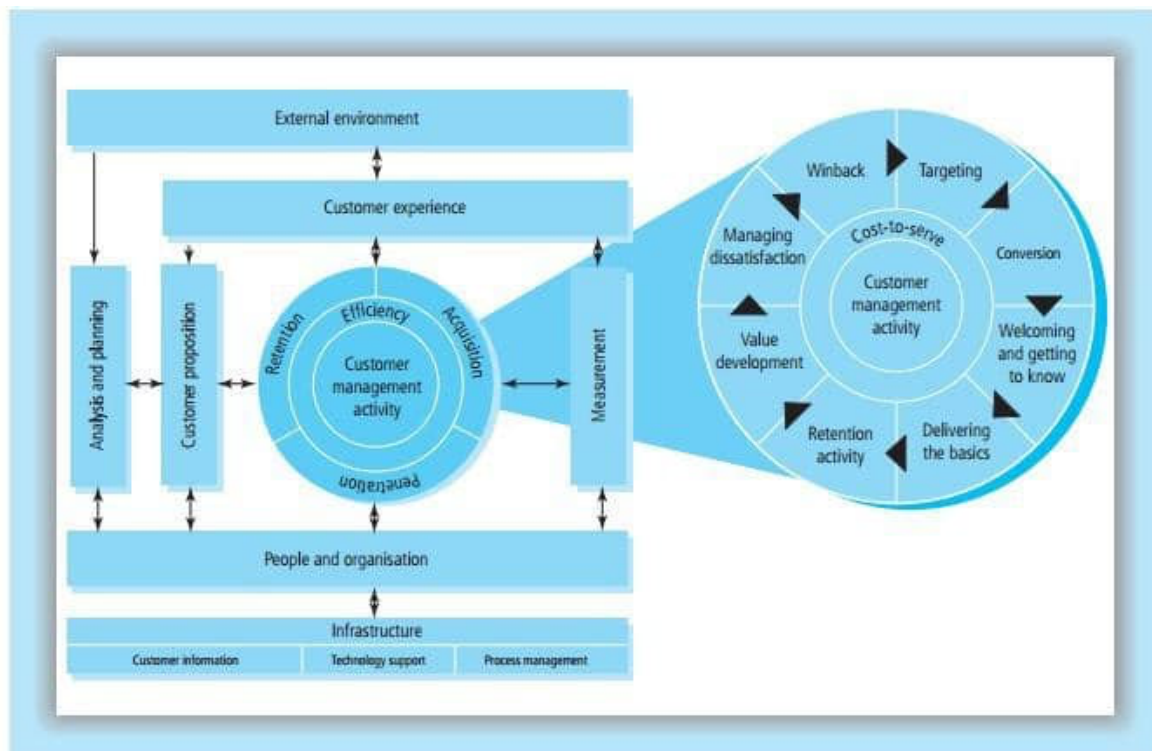 External environment
Customer experience
Analysis and planning
Customer proposition
Retention
Efficiency
Acquisition
Customer
management
activity
Penetration
Measurement
People and organisation
Infrastructure
Customer information
Technology support
Process management
Winback
Targeting
Managing
dissatisfaction
Cost-to-serve
Conversion
Customer
management
activity
Value
development
Welcoming
and getting
to know
Retention
activity
Delivering
the basics